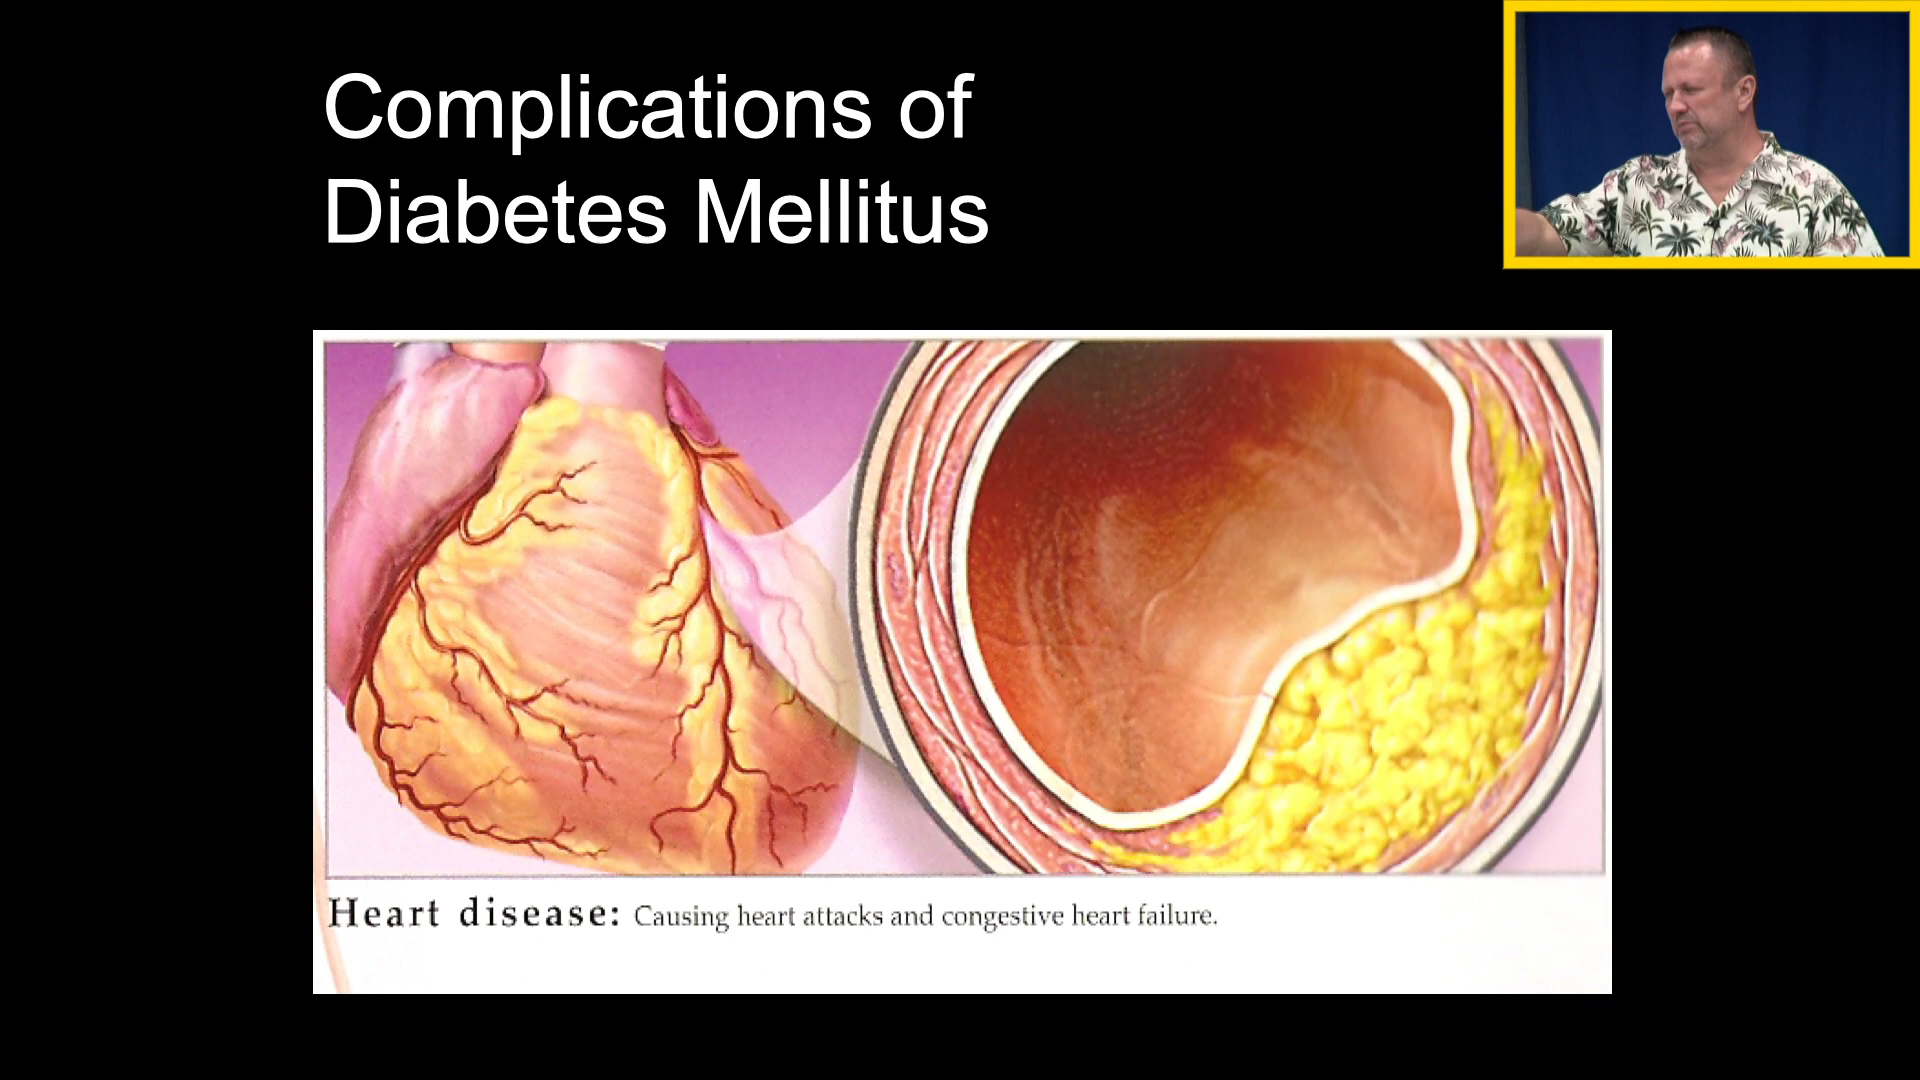 Complications of
Diabetes Mellitus
Heart disease: Causing heart attacks and congestive heart failure.